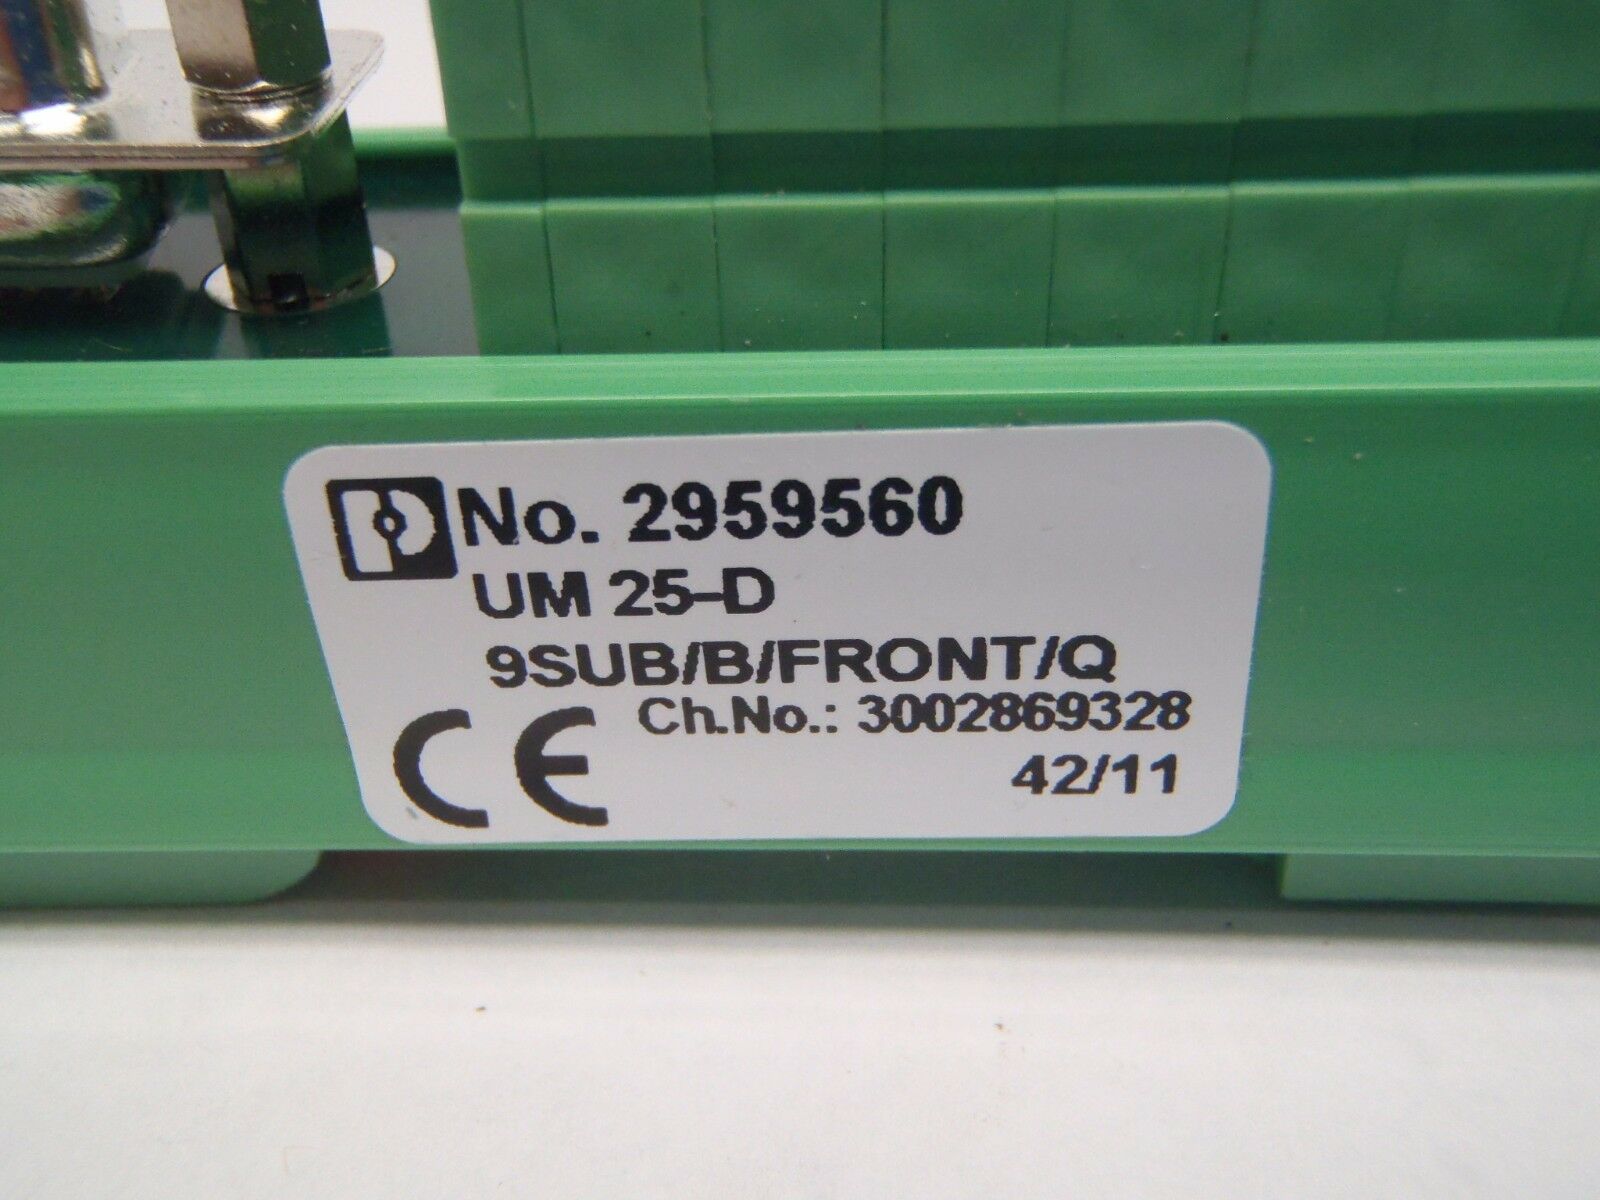 No. 2959560
UM 25-D
9SUB/B/FRONT/Q
Ch.No.: 3002869328
CE
42/11